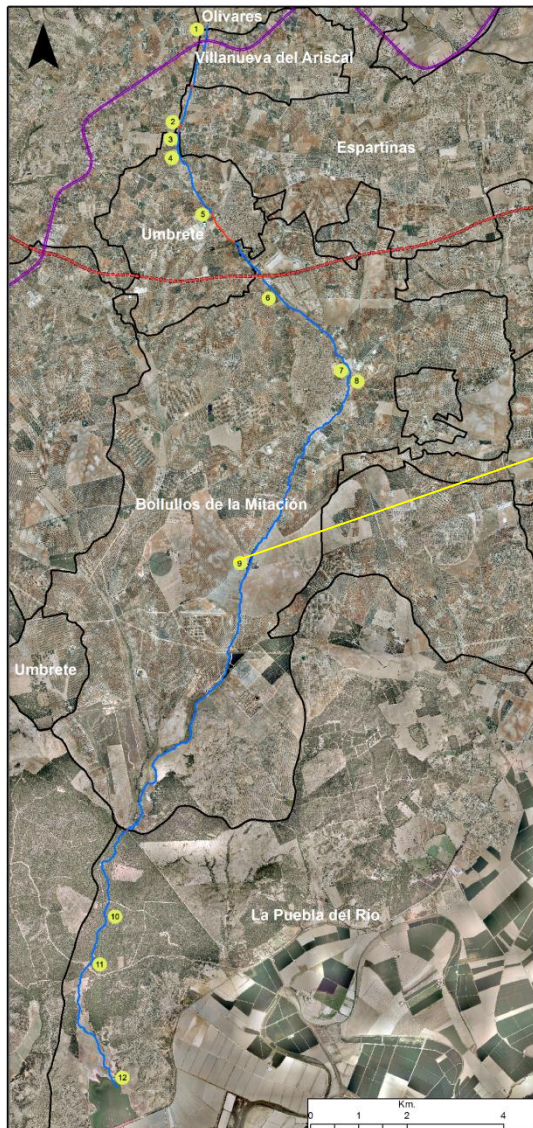 Olivares
1
Villanueva del Ariscal
2
3
Espartinas
4
5
Umbrete
6
7
8
Bollullos de la Mitación
9
Umbrete
10
La Puebla del Río
11
12
Km.
0 2 4